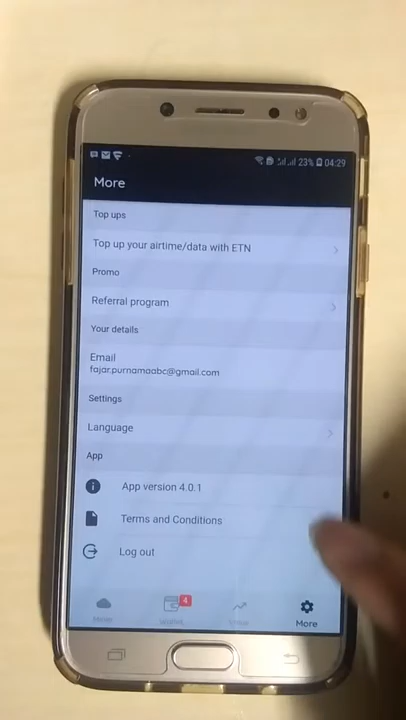 23% 04:29
More
Top ups
Top up your airtime/data with ETN
Promo
Referral program
Your details
Email
fajar.purnamaabc@gmail.com
Settings
Language
App
App version 4.0.1
Terms and Conditions
Log out
4
Wallet
More